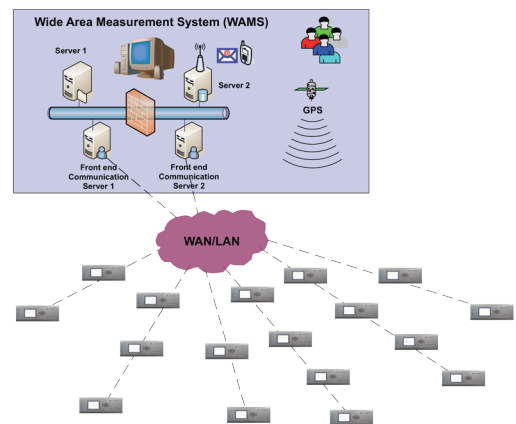 Wide Area Measurement System (WAMS)
Server 1
Server 2
GPS
Front end
Communication
Server 1
Front end
Communication
Server 2
WAN/LAN